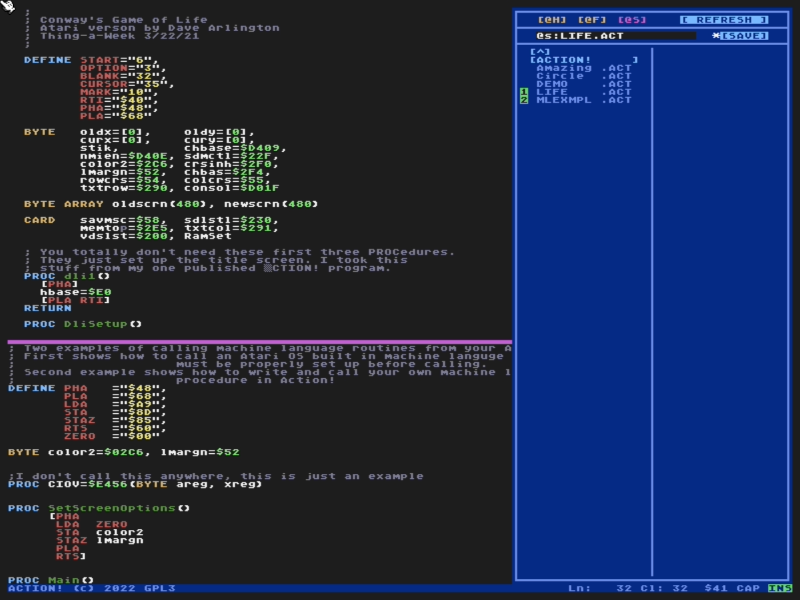 ;
; Conway's Game of Life
; Atari verson by Dave Arlington
; Thing-a-Week 3/22/21
;
DEFINE START="6",
OPTION="3",
BLANK="32",
CURSOR="35",
MARK="10",
RTI="$40",
PHA="$48",
PLA="$68"
BYTE oldx=[0], oldy=[0],
curx=[0], cury=[0],
stik, chbase=$D409,
nmien=$D40E, sdmctl=$22F,
color2=$2C6, crsinh=$2F0,
lmargn=$52, chbas=$2F4,
rowcrs=$54, colcrs=$55,
txtrow=$290, consol=$D01F
BYTE ARRAY oldscrn(480), newscrn(480)
CARD savmsc=$58, sdlstl=$230,
memtop=$2E5, txtcol=$291,
vdslst=$200, RamSet
; You totally don't need these first three PROCedures.
; They just set up the title screen. I took this
; stuff from my one published ▒CTION! program.
PROC dli1()
[PHA]
hbase=$E0
[PLA RTI]
RETURN
PROC DliSetup()
; Two examples of calling machine language routines from your A
; First shows how to call an Atari OS built in machine languge
; must be properly set up before calling.
; Second example shows how to write and call your own machine l
; procedure in Action!
DEFINE PHA ="$48",
PLA ="$68",
LDA ="$A9",
STA ="$8D",
STAZ ="$85",
RTS ="$60",
ZERO ="$00"
BYTE color2=$02C6, lmargn=$52
;I don't call this anywhere, this is just an example
PROC CIOV=$E456(BYTE areg, xreg)
PROC SetScreenOptions()
[PHA
LDA ZERO
STA color2
STAZ lmargn
PLA
RTS]
PROC Main()
ACTION! (c) 2022 GPL3 Ln: 32 Cl: 32 $41 CAP INS
[@H] [@F] [@S] [ REFRESH ]
@s:LIFE.ACT *[SAVE]
[^]
[ACTION! ]
Amazing .ACT
Circle .ACT
DEMO .ACT
1 LIFE .ACT
2 MLEXMPL .ACT